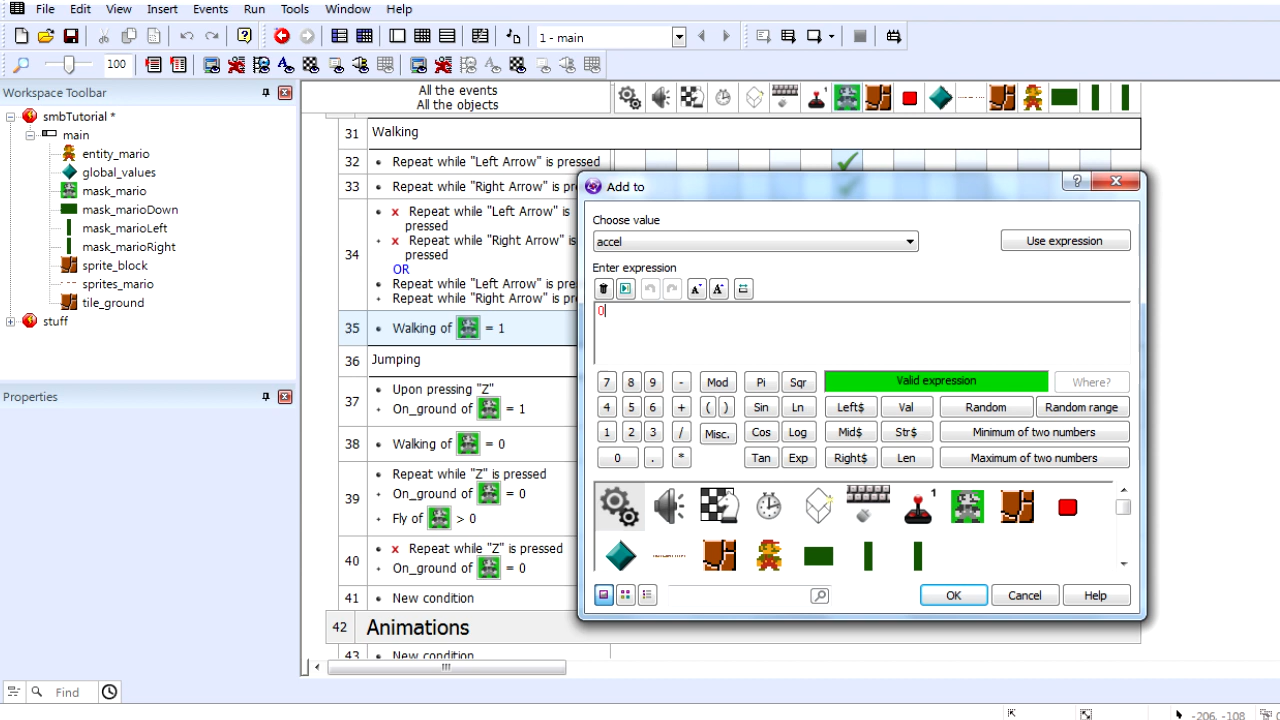 File Edit View Insert Events Run Tools Window Help
1 - main
100
Workspace Toolbar
smbTutorial *
main
entity_mario
global_values
mask_mario
mask_marioDown
mask_marioLeft
mask_marioRight
sprite_block
sprites_mario
tile_ground
stuff
Properties
Find
All the events
All the objects
31 Walking
32 Repeat while "Left Arrow" is pressed
33 Repeat while "Right Arrow" is
34 x Repeat while "Left Arrow" is
pressed
x Repeat while "Right Arrow" is
pressed
OR
Repeat while "Left Arrow" is
Repeat while "Right Arrow" is
35 Walking of = 1
36 Jumping
37 Upon pressing "Z"
On_ground of = 1
38 Walking of = 0
39 Repeat while "Z" is pressed
On_ground of = 0
Fly of > 0
40 x Repeat while "Z" is pressed
On_ground of = 0
41 New condition
42 Animations
43 New condition
Add to
?
Choose value
accel
Use expression
Enter expression
0
7 8 9 - Mod Pi Sqr Valid expression Where?
4 5 6 + ( ) Sin Ln Left$ Val Random Random range
1 2 3 / Misc. Cos Log Mid$ Str$ Minimum of two numbers
0 . * Tan Exp Right$ Len Maximum of two numbers
1
OK Cancel Help
-206, -108